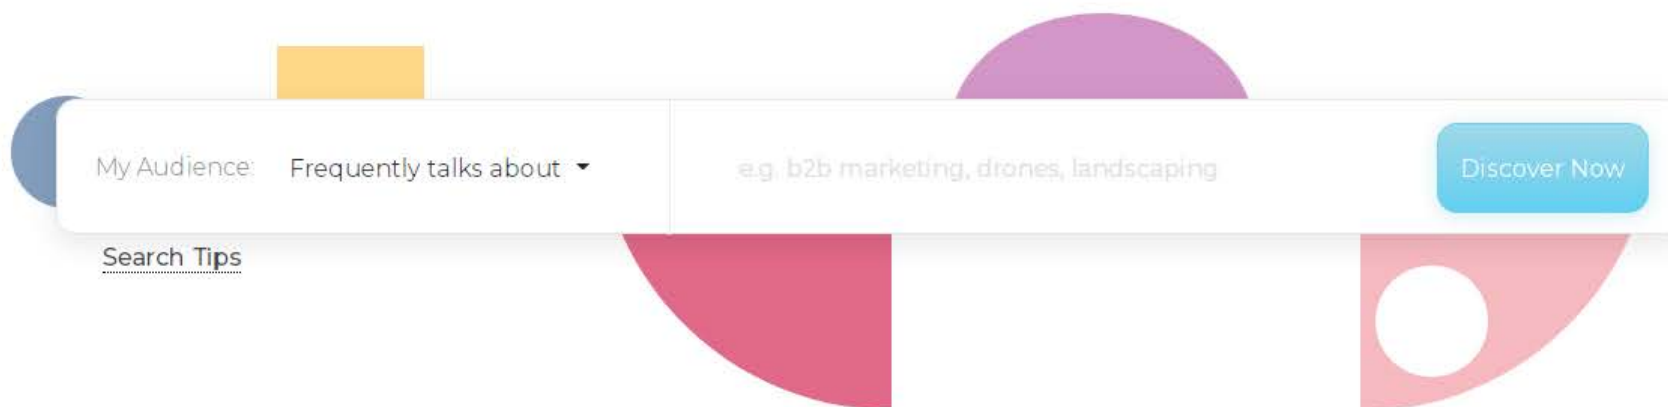 My Audience: Frequently talks about e.g. b2b marketing, drones, landscaping Discover Now
Search Tips